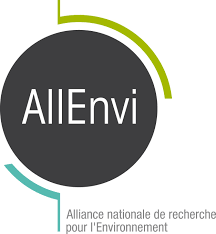 AllEnvi
Alliance nationale de recherche
pour l'Environnement